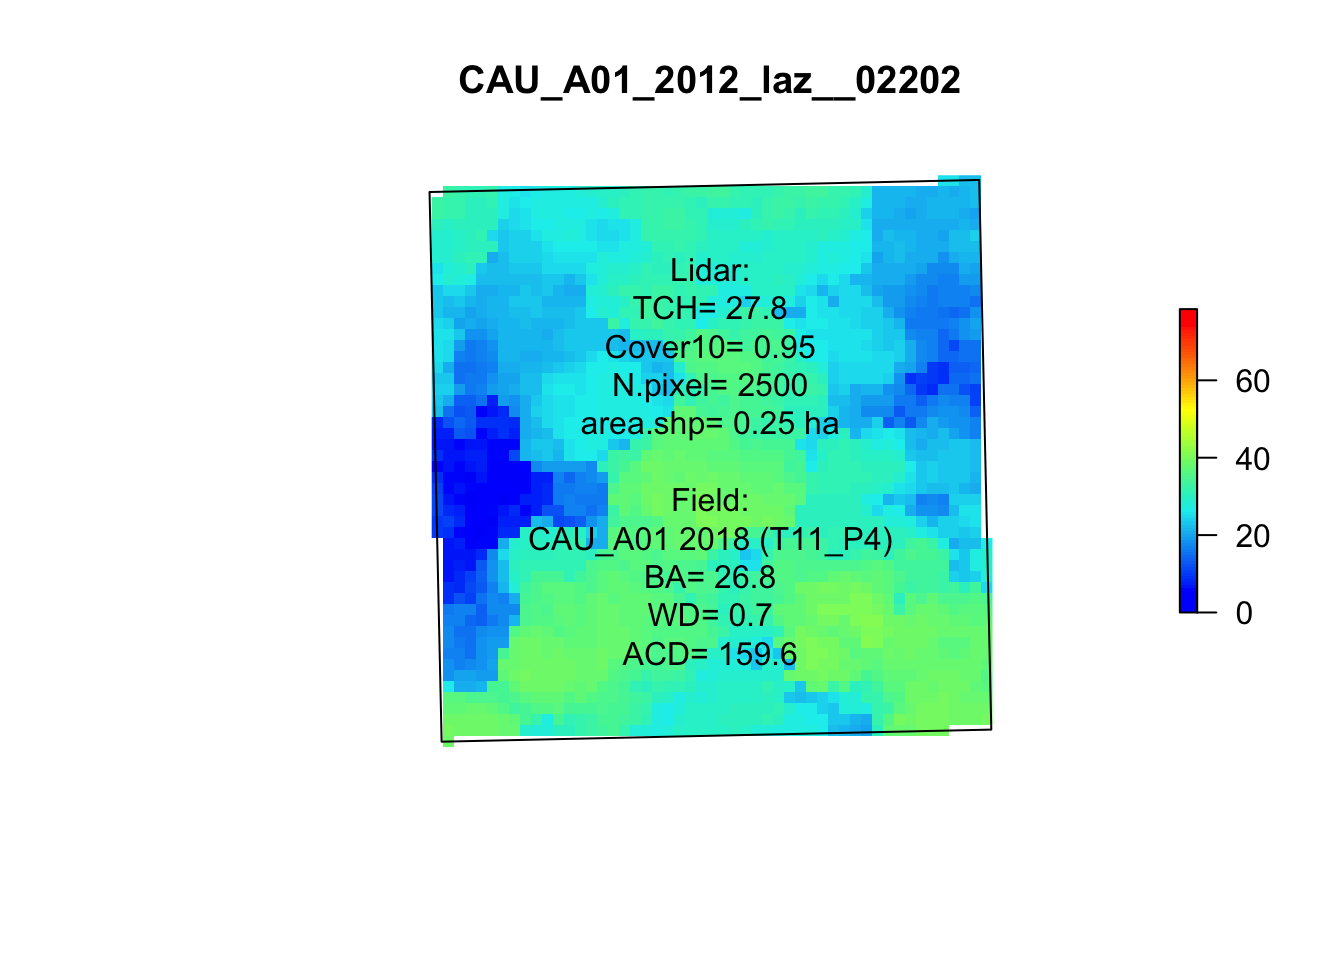 CAU_A01_2012_laz__02202
Lidar:
TCH= 27.8
Cover10= 0.95
N.pixel= 2500
area.shp= 0.25 ha
Field:
CAU_A01 2018 (T11_P4)
BA= 26.8
WD= 0.7
ACD= 159.6
60
40
20
0